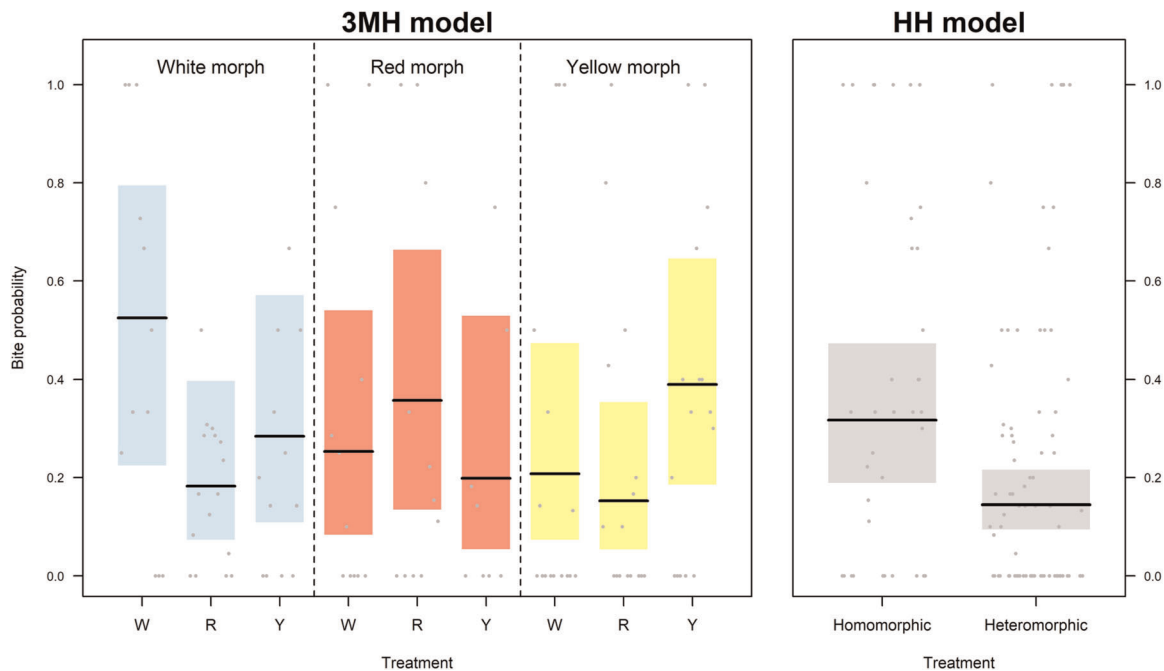 3MH model
HH model
White morph
Red morph
Yellow morph
1.0
0.8
0.6
0.4
0.2
0.0
Bite probability
W
R
Y
W
R
Y
W
R
Y
Treatment
1.0
0.8
0.6
0.4
0.2
0.0
Homomorphic
Heteromorphic
Treatment